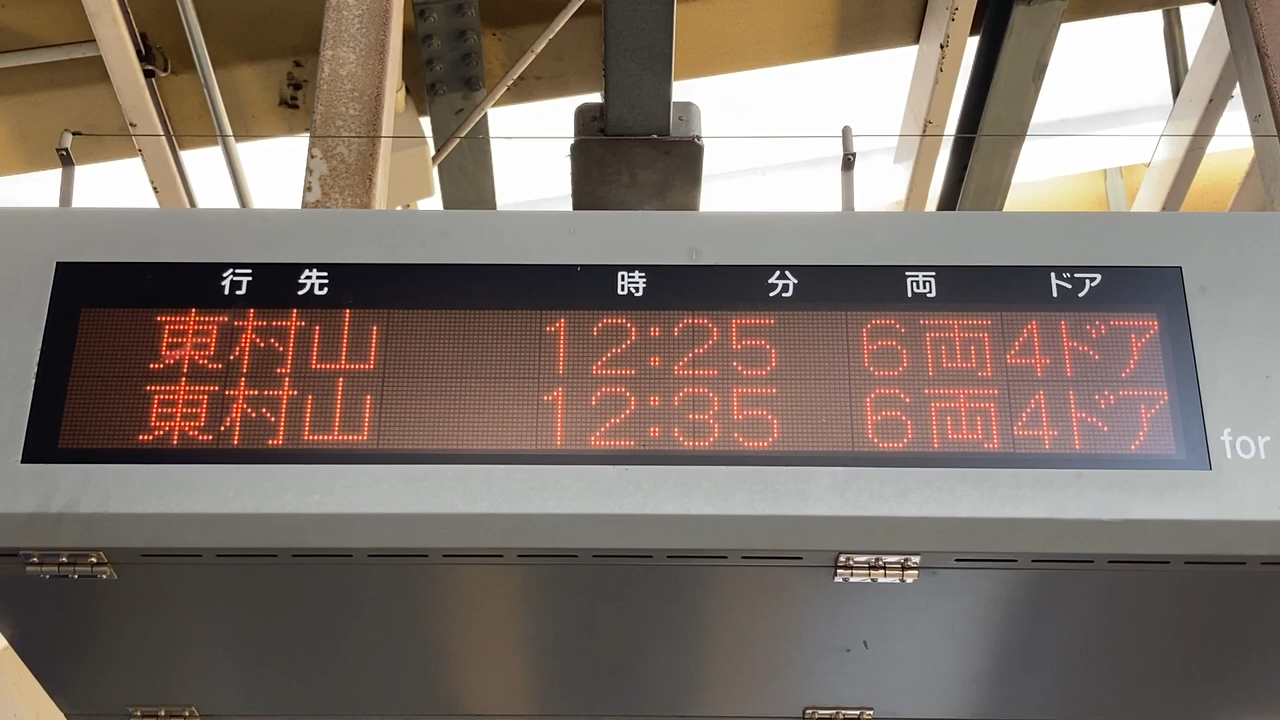 行先 時 分 両 ドア
東村山 12:25 6両 4ドア
東村山 12:35 6両 4ドア
for